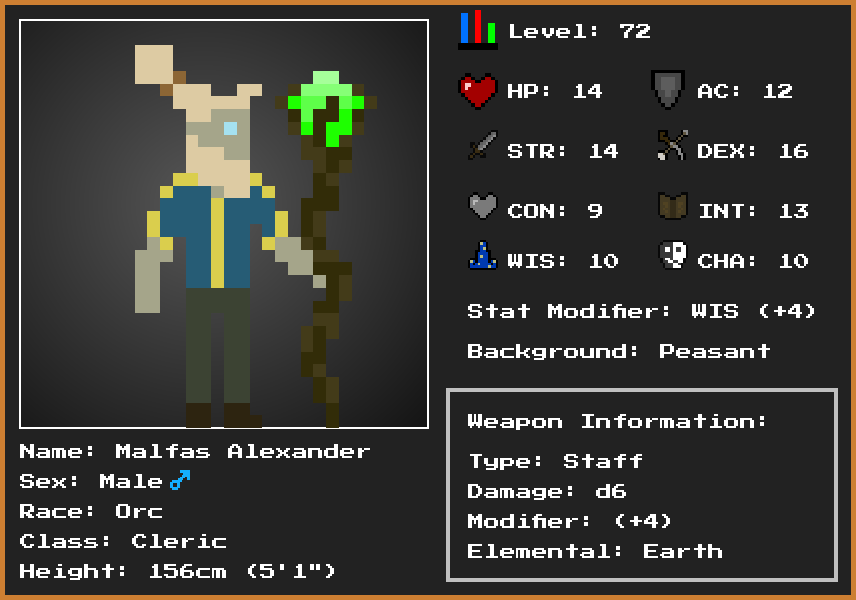 Level: 72
HP: 14
AC: 12
STR: 14
DEX: 16
CON: 9
INT: 13
WIS: 10
CHA: 10
Stat Modifier: WIS (+4)
Background: Peasant
Weapon Information:
Type: Staff
Damage: d6
Modifier: (+4)
Elemental: Earth
Name: Malfas Alexander
Sex: Male♂
Race: Orc
Class: Cleric
Height: 156cm (5'1")